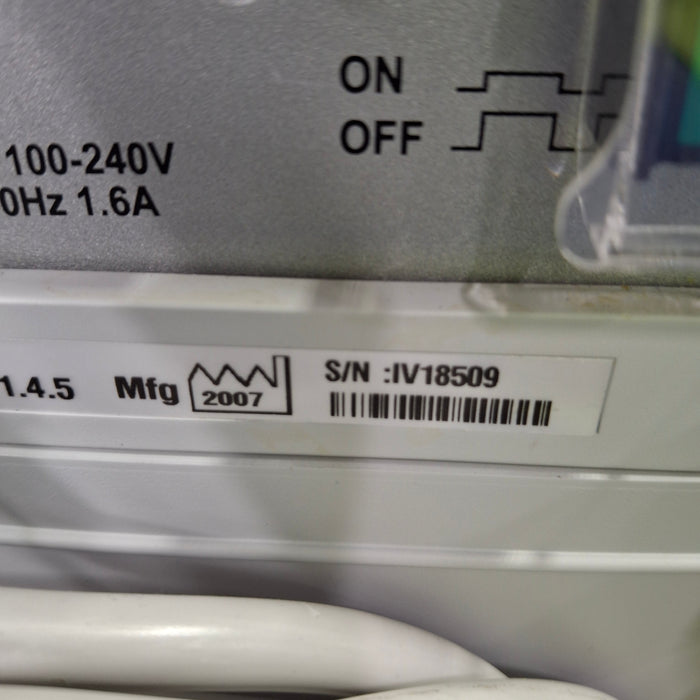 ON
OFF
100-240V
0Hz 1.6A
1.4.5 Mfg 2007 S/N :IV18509